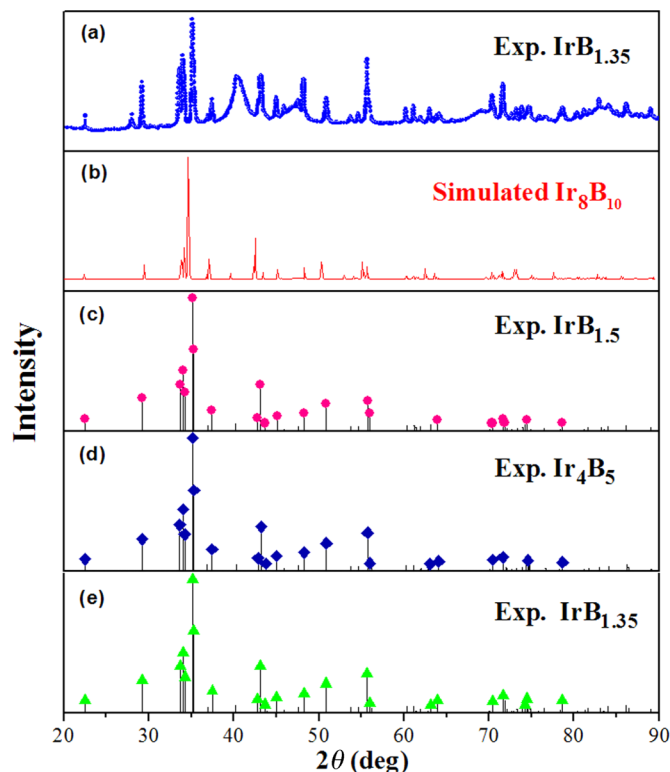 (a) Exp. IrB1.35
(b) Simulated Ir8B10
(c) Exp. IrB1.5
(d) Exp. Ir4B5
(e) Exp. IrB1.35
Intensity
20 30 40 50 60 70 80 90
2θ (deg)